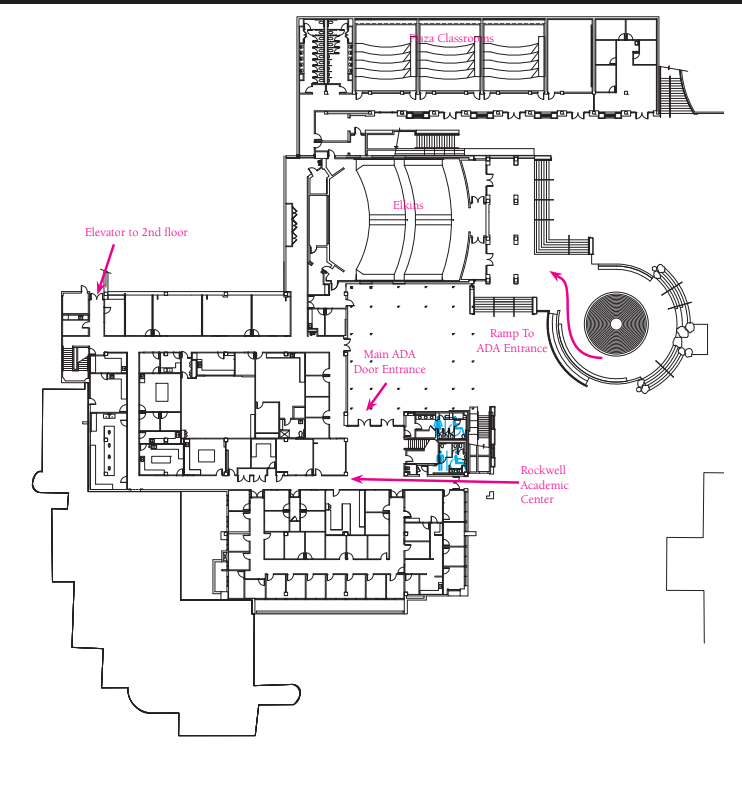 Plaza Classrooms
Elkins
Elevator to 2nd floor
Ramp To
ADA Entrance
Main ADA
Door Entrance
Rockwell
Academic
Center